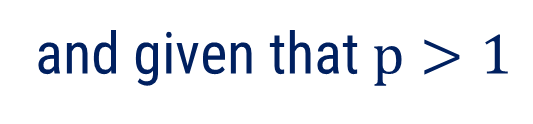 and given that p > 1